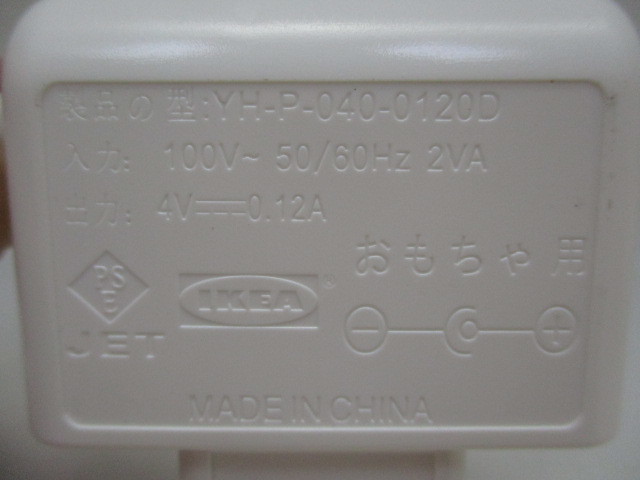 製品の型:YH-P-040-0120D
入力: 100V~ 50/60Hz 2VA
出力: 4V⎓0.12A
おもちゃ用
PS
E
JET
IKEA®
MADE IN CHINA